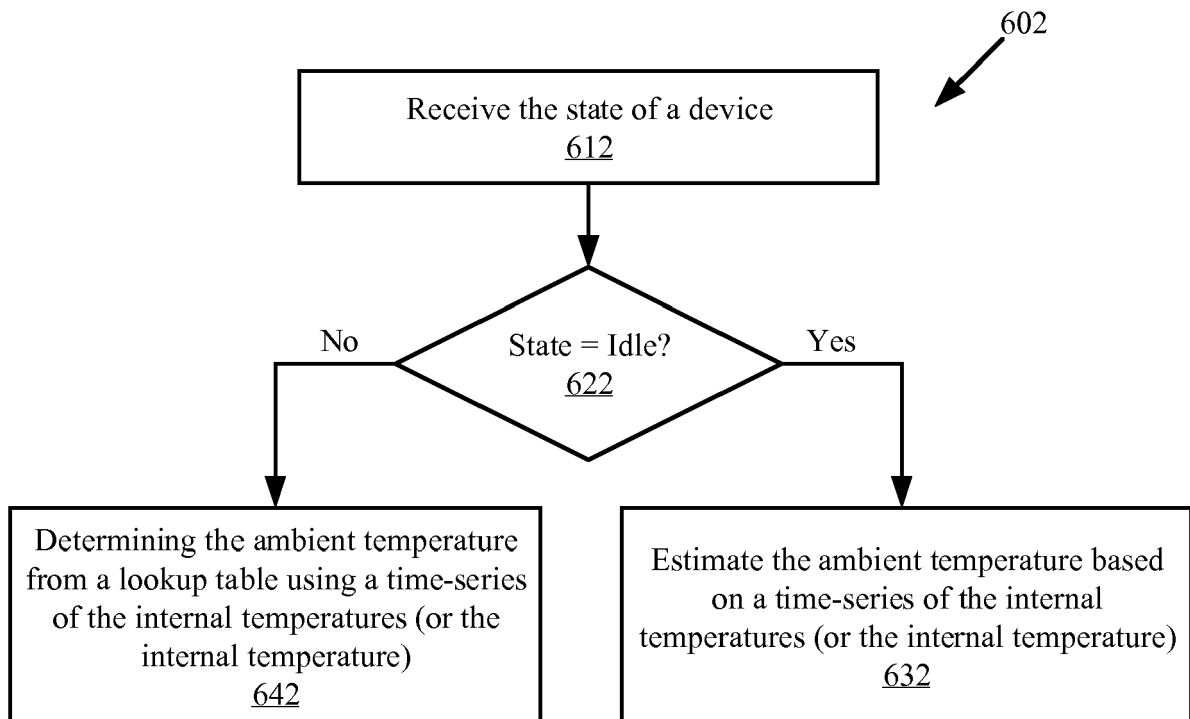 602
Receive the state of a device
612
State = Idle?
622
No
Yes
Determining the ambient temperature
from a lookup table using a time-series
of the internal temperatures (or the
internal temperature)
642
Estimate the ambient temperature based
on a time-series of the internal
temperatures (or the internal temperature)
632